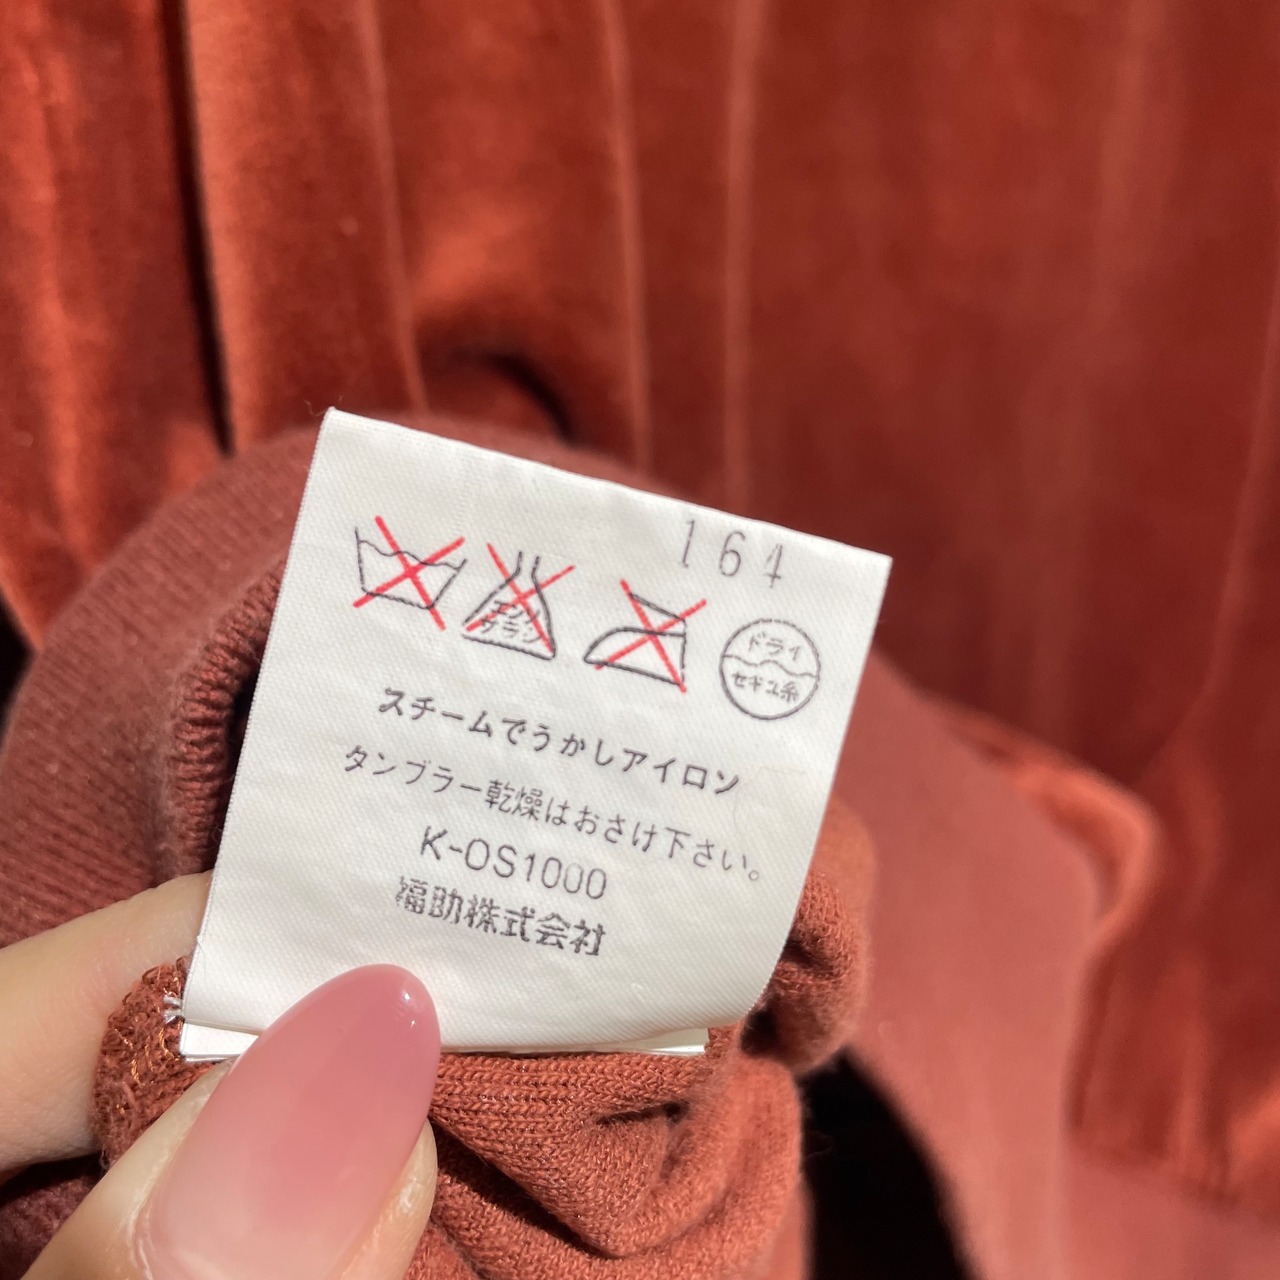 164
エンソ
サラシ
ドライ
セキユ系
スチームでうかしアイロン
タンブラー乾燥はおさけ下さい。
K-OS1000
福助株式会社